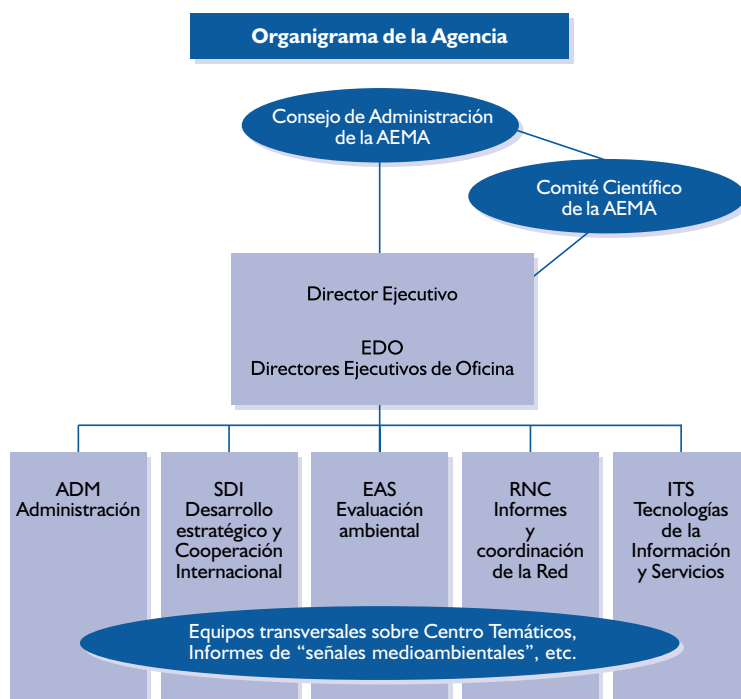 Organigrama de la Agencia
Consejo de Administración
de la AEMA
Comité Científico
de la AEMA
Director Ejecutivo
EDO
Directores Ejecutivos de Oficina
ADM
Administración
SDI
Desarrollo
estratégico y
Cooperación
Internacional
EAS
Evaluación
ambiental
RNC
Informes
y
coordinación
de la Red
ITS
Tecnologías
de la
Información
y Servicios
Equipos transversales sobre Centro Temáticos,
Informes de “señales medioambientales”, etc.